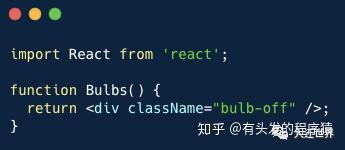 import React from 'react';
function Bulbs() {
  return <div className="bulb-off" />;
}
知乎 @有头发的程序猿